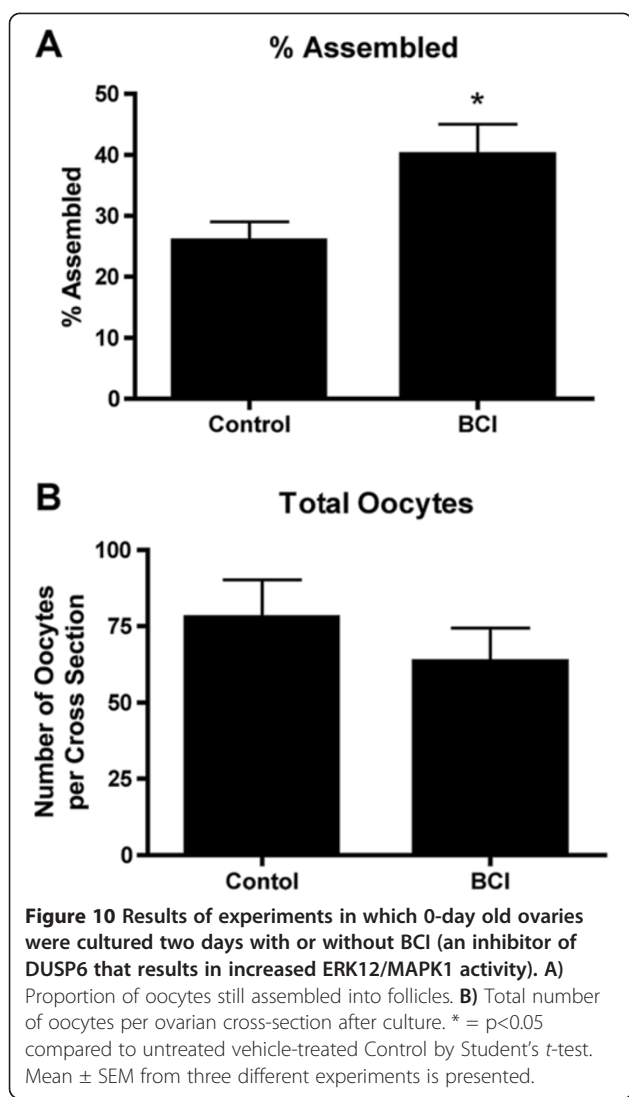 A
% Assembled
% Assembled
50
40
30
20
10
0
*
Control
BCI
B
Total Oocytes
Number of Oocytes
per Cross Section
100
75
50
25
0
Contol
BCI
Figure 10 Results of experiments in which 0-day old ovaries
were cultured two days with or without BCI (an inhibitor of
DUSP6 that results in increased ERK12/MAPK1 activity). A)
Proportion of oocytes still assembled into follicles. B) Total number
of oocytes per ovarian cross-section after culture. * = p<0.05
compared to untreated vehicle-treated Control by Student’s t-test.
Mean ± SEM from three different experiments is presented.